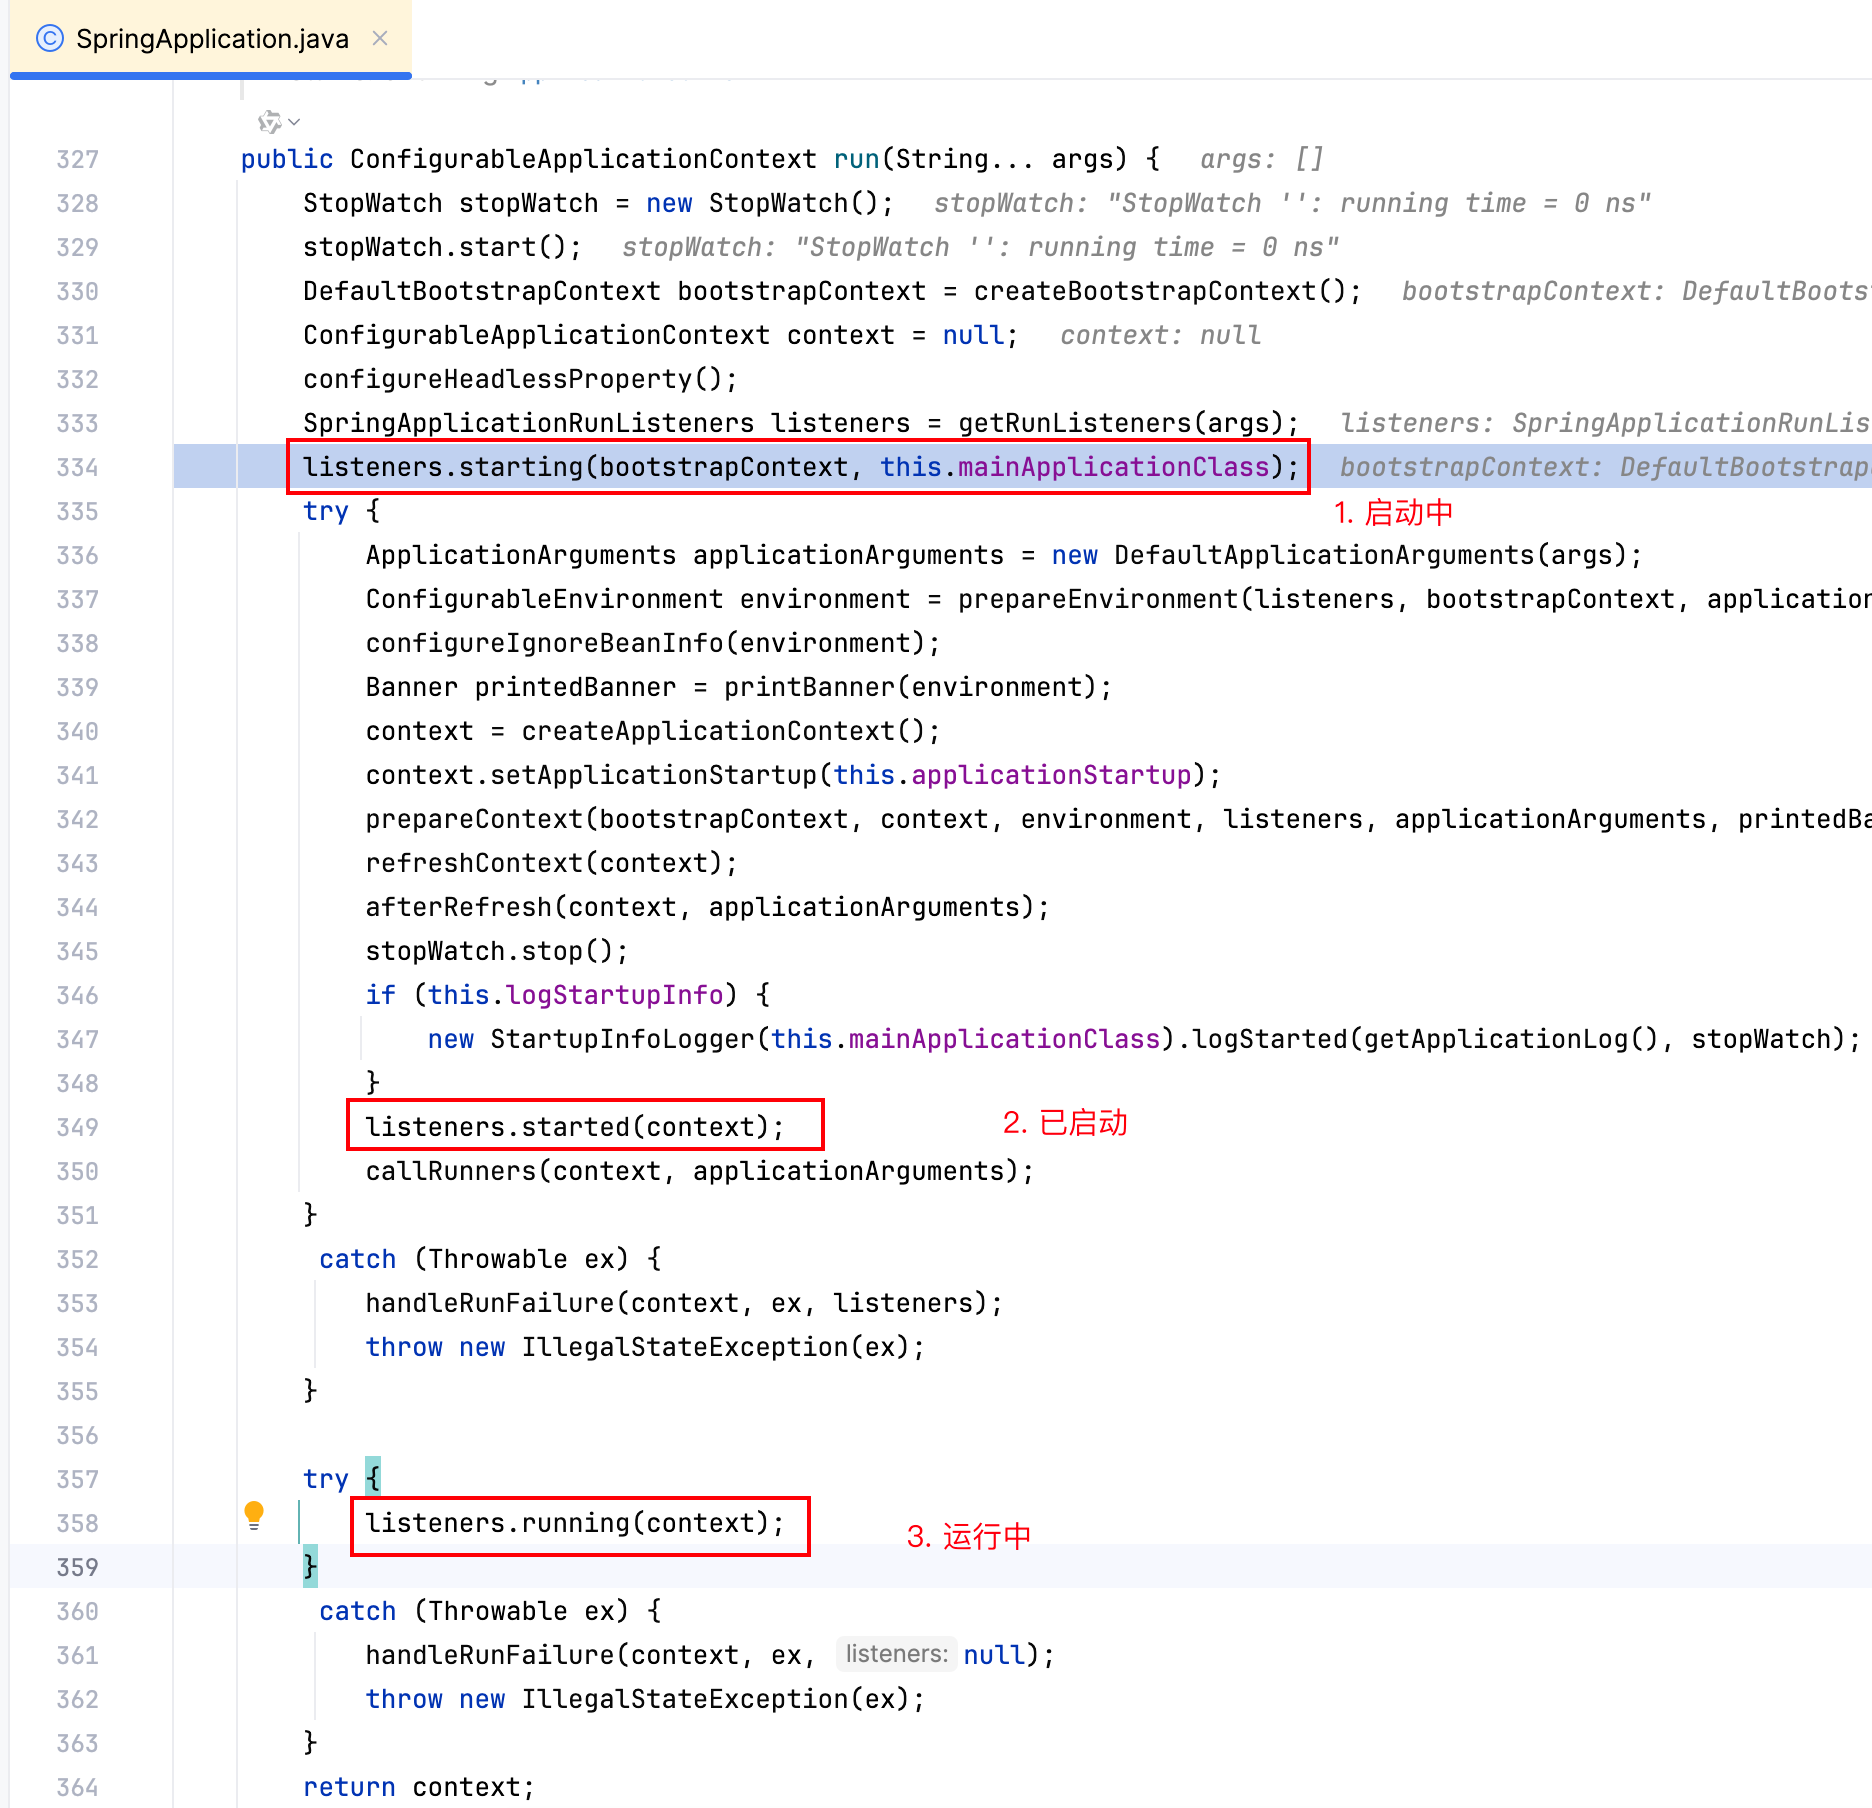 SpringApplication.java
327 public ConfigurableApplicationContext run(String... args) { args: []
328 StopWatch stopWatch = new StopWatch(); stopWatch: "StopWatch '': running time = 0 ns"
329 stopWatch.start(); stopWatch: "StopWatch '': running time = 0 ns"
330 DefaultBootstrapContext bootstrapContext = createBootstrapContext(); bootstrapContext: DefaultBoots
331 ConfigurableApplicationContext context = null; context: null
332 configureHeadlessProperty();
333 SpringApplicationRunListeners listeners = getRunListeners(args); listeners: SpringApplicationRunLis
334 listeners.starting(bootstrapContext, this.mainApplicationClass); bootstrapContext: DefaultBootstrap
335 try {
1. 启动中
336 ApplicationArguments applicationArguments = new DefaultApplicationArguments(args);
337 ConfigurableEnvironment environment = prepareEnvironment(listeners, bootstrapContext, application
338 configureIgnoreBeanInfo(environment);
339 Banner printedBanner = printBanner(environment);
340 context = createApplicationContext();
341 context.setApplicationStartup(this.applicationStartup);
342 prepareContext(bootstrapContext, context, environment, listeners, applicationArguments, printedBa
343 refreshContext(context);
344 afterRefresh(context, applicationArguments);
345 stopWatch.stop();
346 if (this.logStartupInfo) {
347 new StartupInfoLogger(this.mainApplicationClass).logStarted(getApplicationLog(), stopWatch);
348 }
349 listeners.started(context); 2. 已启动
350 callRunners(context, applicationArguments);
351 }
352 catch (Throwable ex) {
353 handleRunFailure(context, ex, listeners);
354 throw new IllegalStateException(ex);
355 }
356
357 try {
358 listeners.running(context); 3. 运行中
359 }
360 catch (Throwable ex) {
361 handleRunFailure(context, ex, listeners: null);
362 throw new IllegalStateException(ex);
363 }
364 return context;